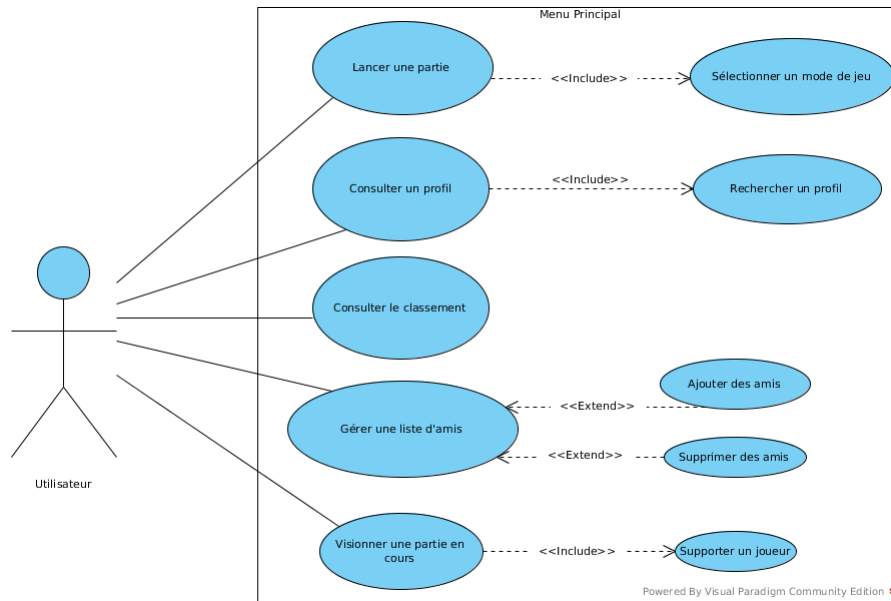 Menu Principal
Lancer une partie
<<Include>>
Sélectionner un mode de jeu
Consulter un profil
<<Include>>
Rechercher un profil
Consulter le classement
Ajouter des amis
<<Extend>>
Gérer une liste d'amis
<<Extend>>
Supprimer des amis
Utilisateur
Visionner une partie en
cours
<<Include>>
Supporter un joueur
Powered By Visual Paradigm Community Edition